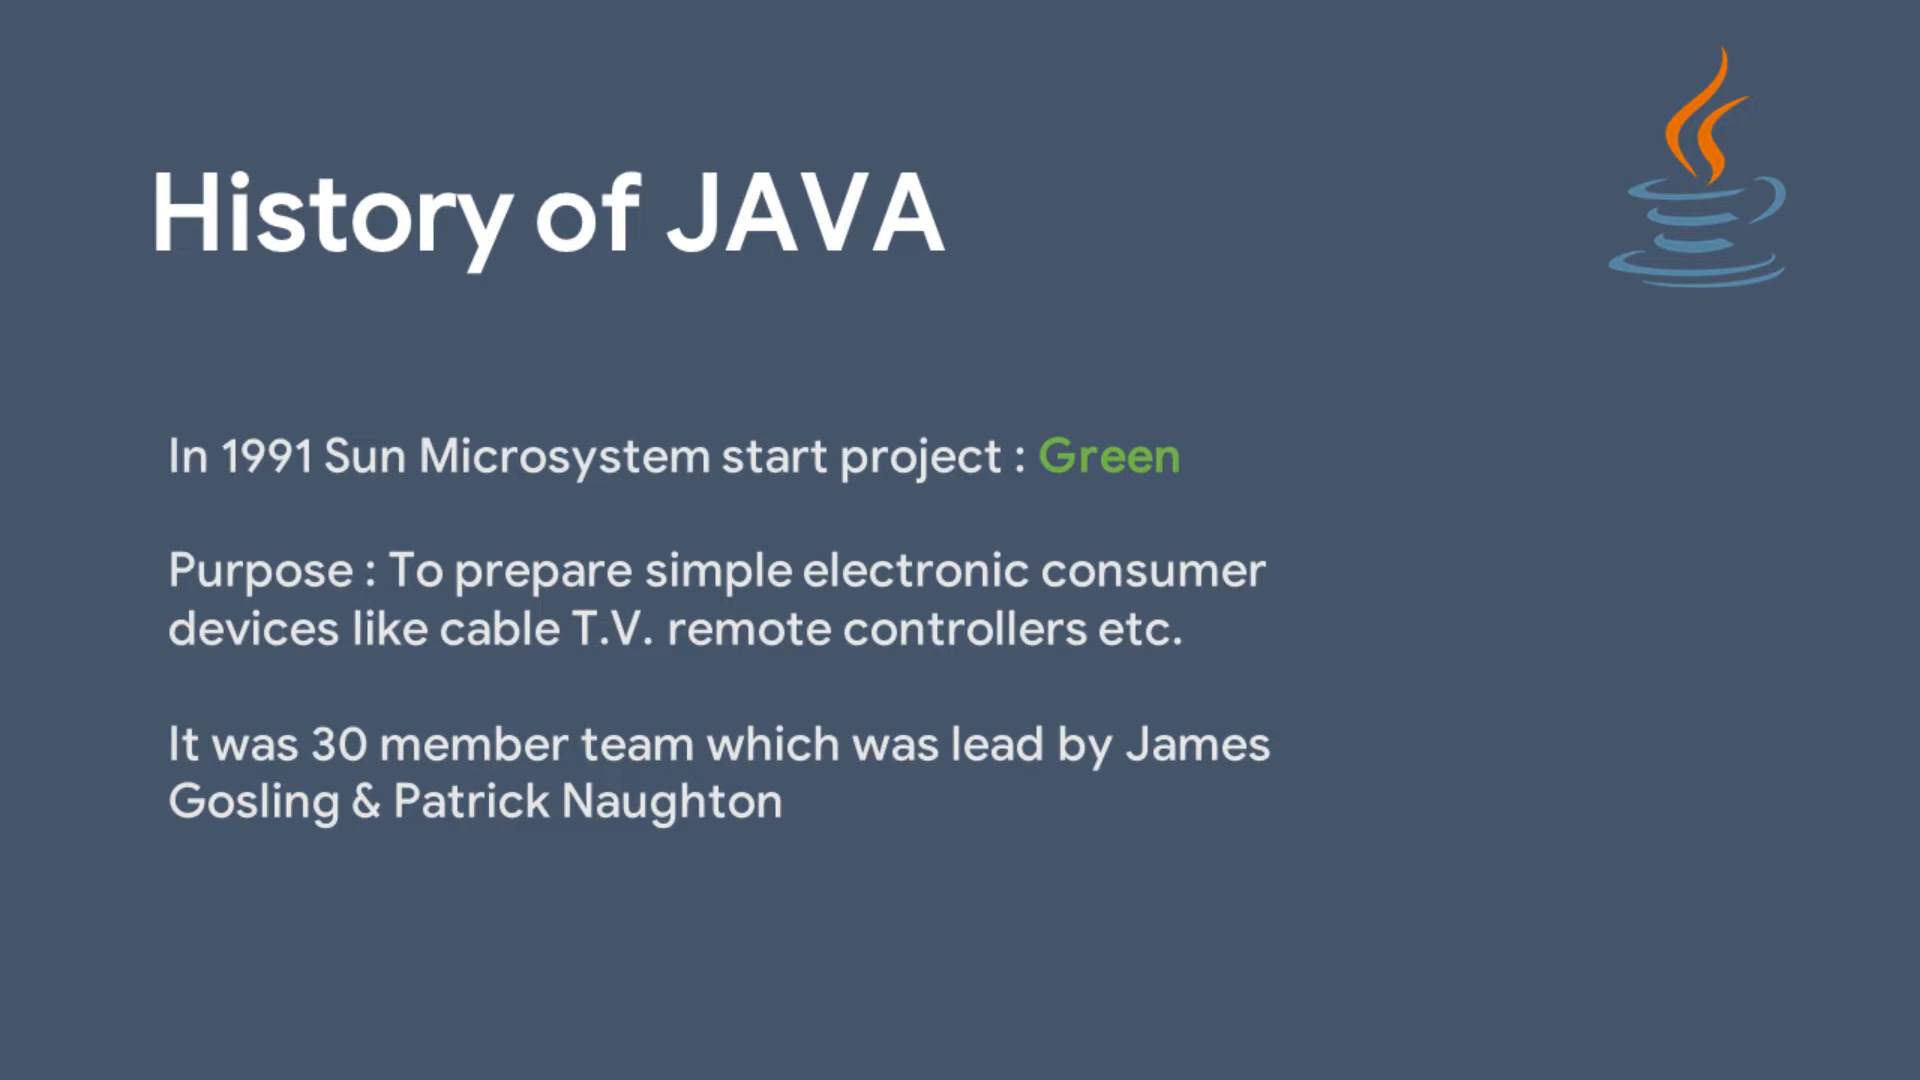 History of JAVA
In 1991 Sun Microsystem start project : Green
Purpose : To prepare simple electronic consumer
devices like cable T.V. remote controllers etc.
It was 30 member team which was lead by James
Gosling & Patrick Naughton